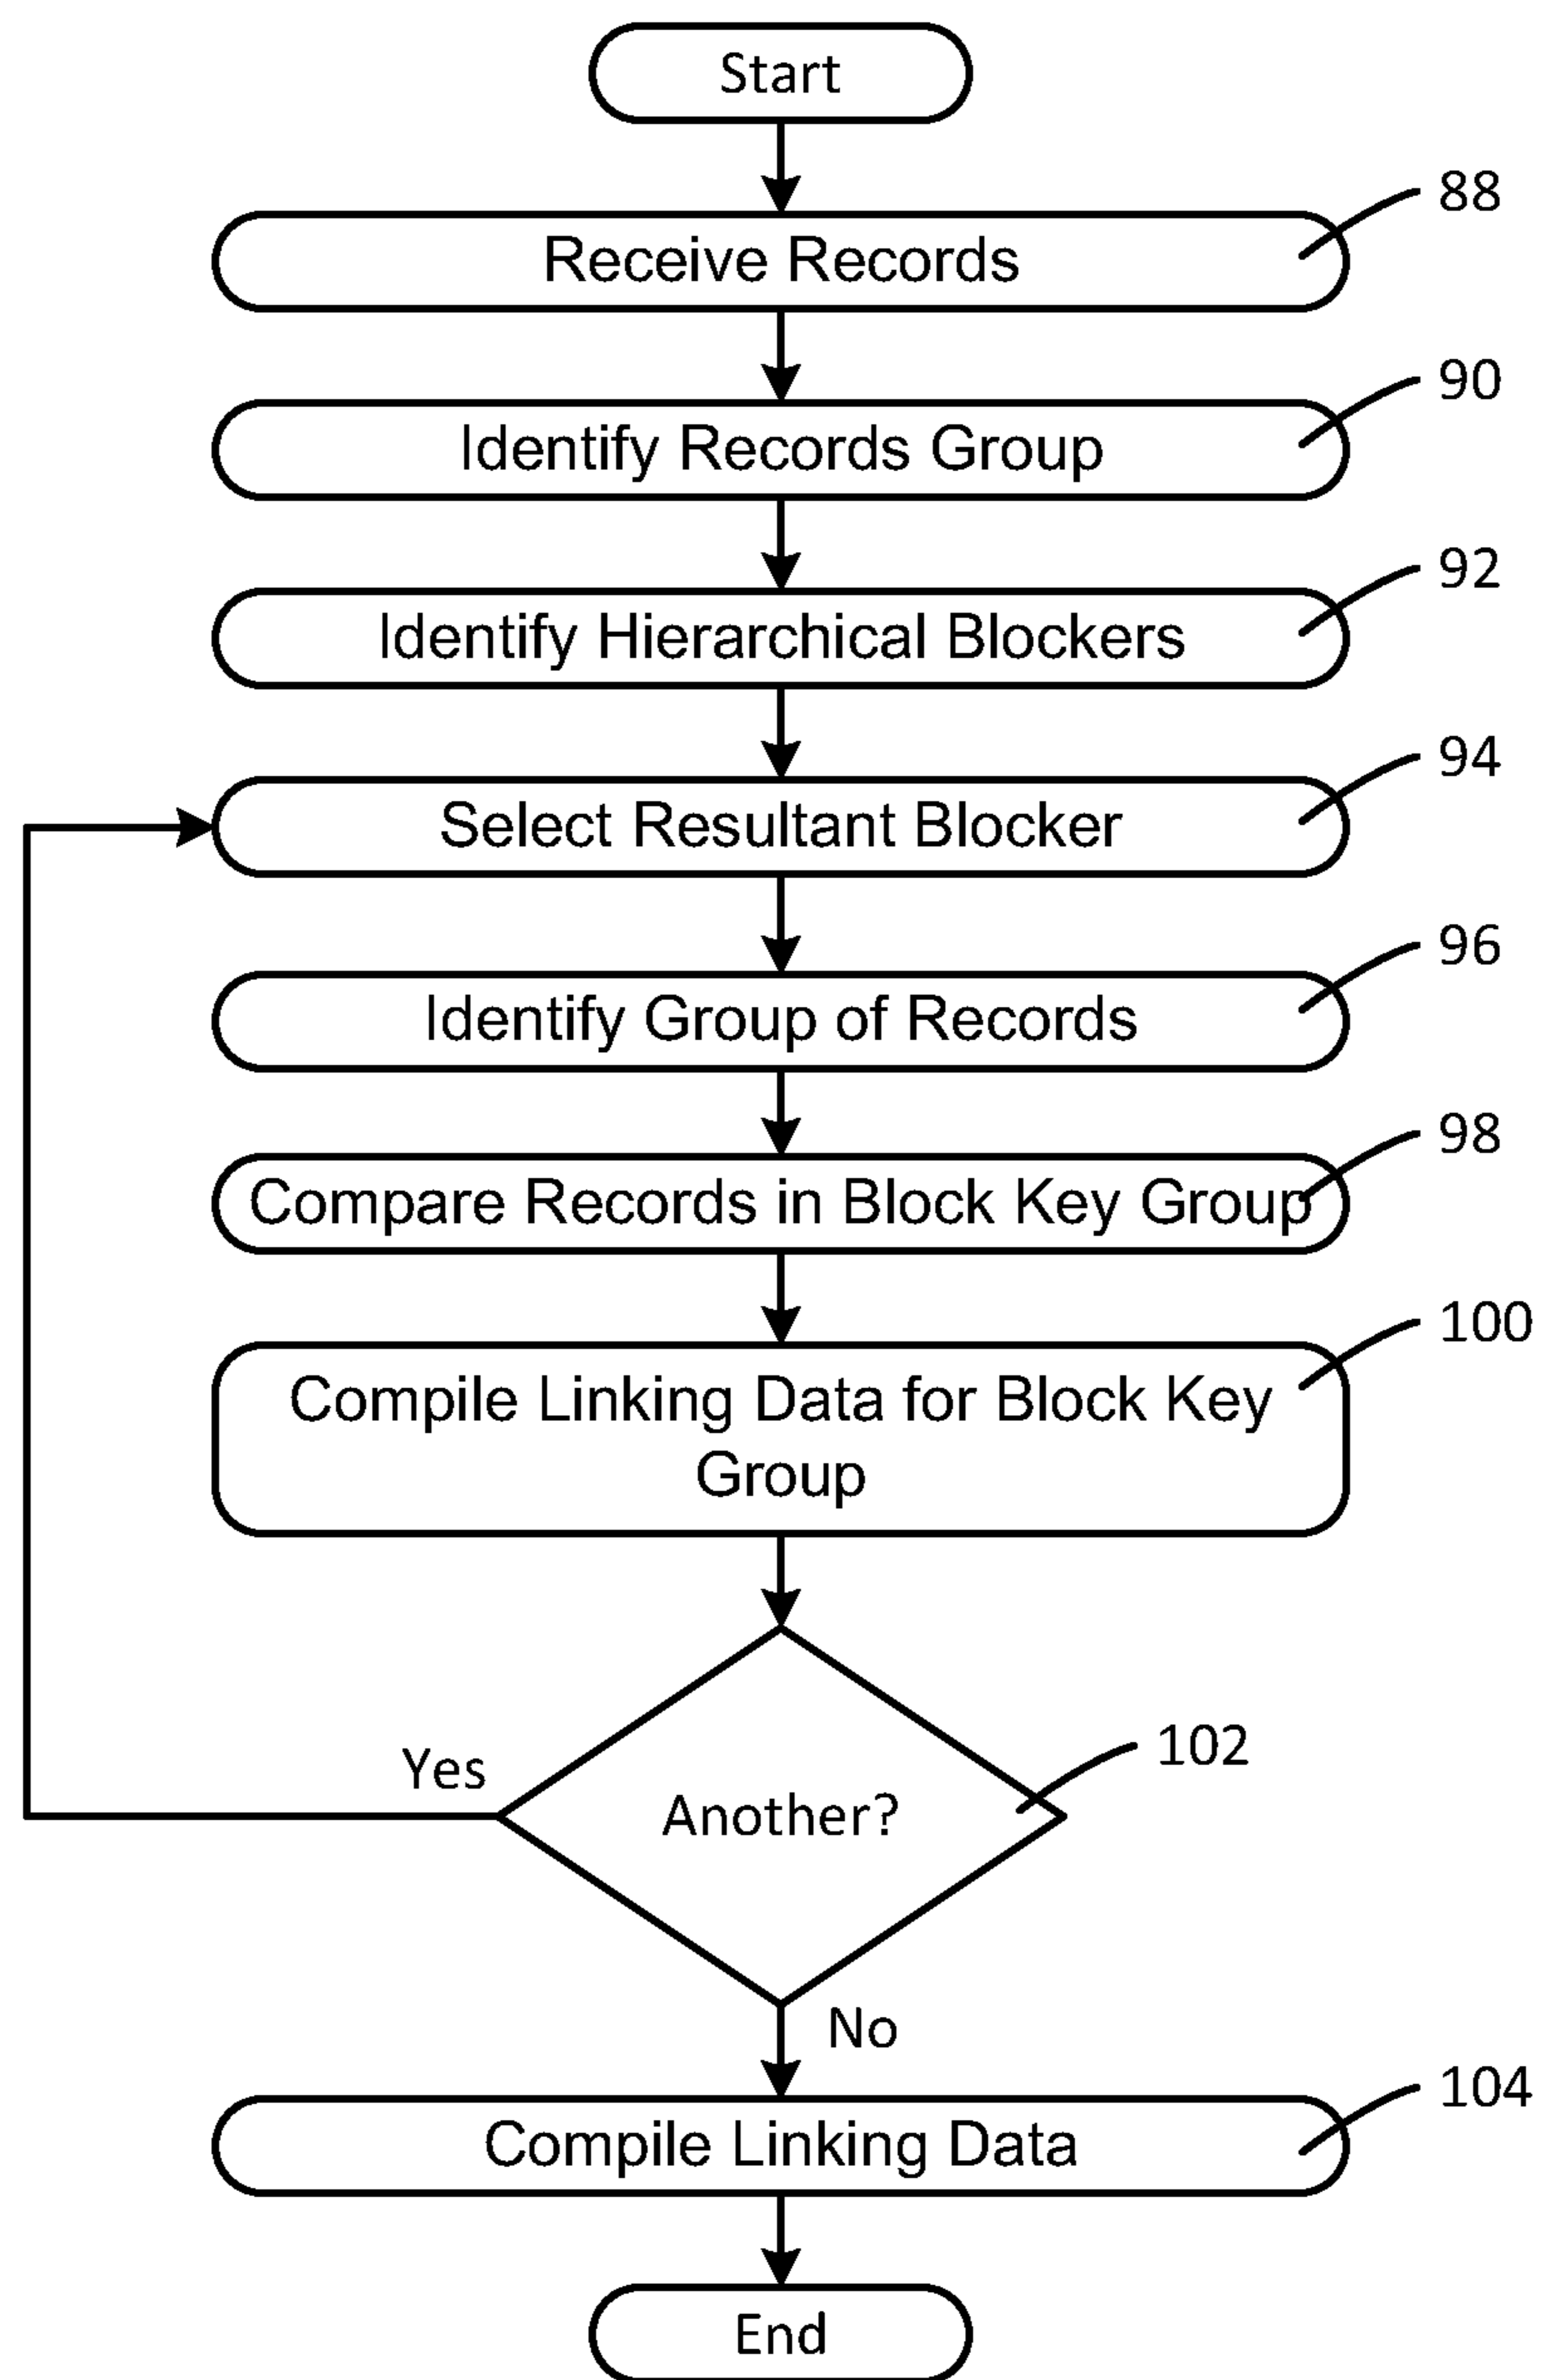 Start
88
Receive Records
90
Identify Records Group
92
Identify Hierarchical Blockers
94
Select Resultant Blocker
96
Identify Group of Records
98
Compare Records in Block Key Group
100
Compile Linking Data for Block Key
Group
102
Yes
Another?
No
104
Compile Linking Data
End